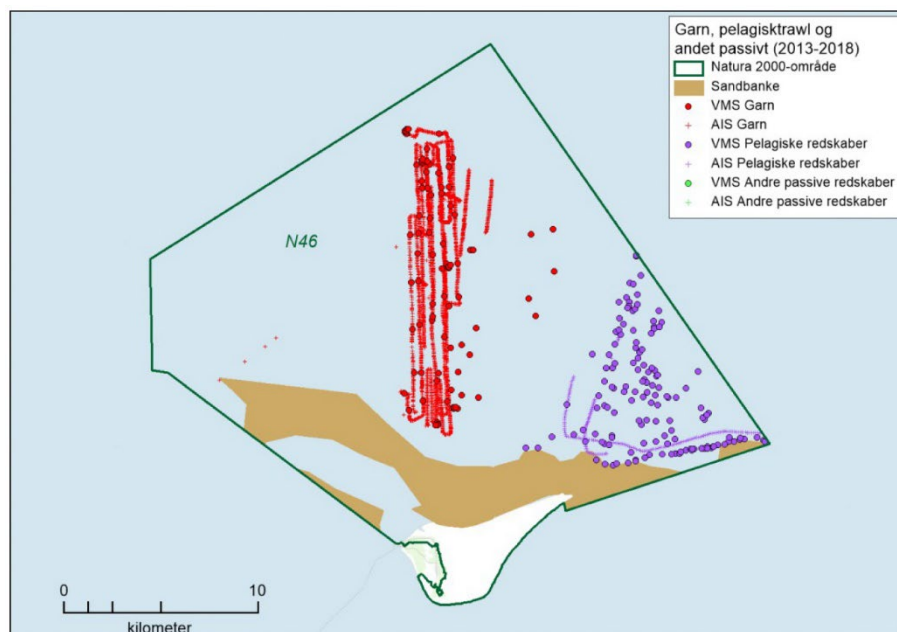 Garn, pelagisktrawl og
andet passivt (2013-2018)
Natura 2000-område
Sandbanke
VMS Garn
AIS Garn
VMS Pelagiske redskaber
AIS Pelagiske redskaber
VMS Andre passive redskaber
AIS Andre passive redskaber
N46
0 10
kilometer